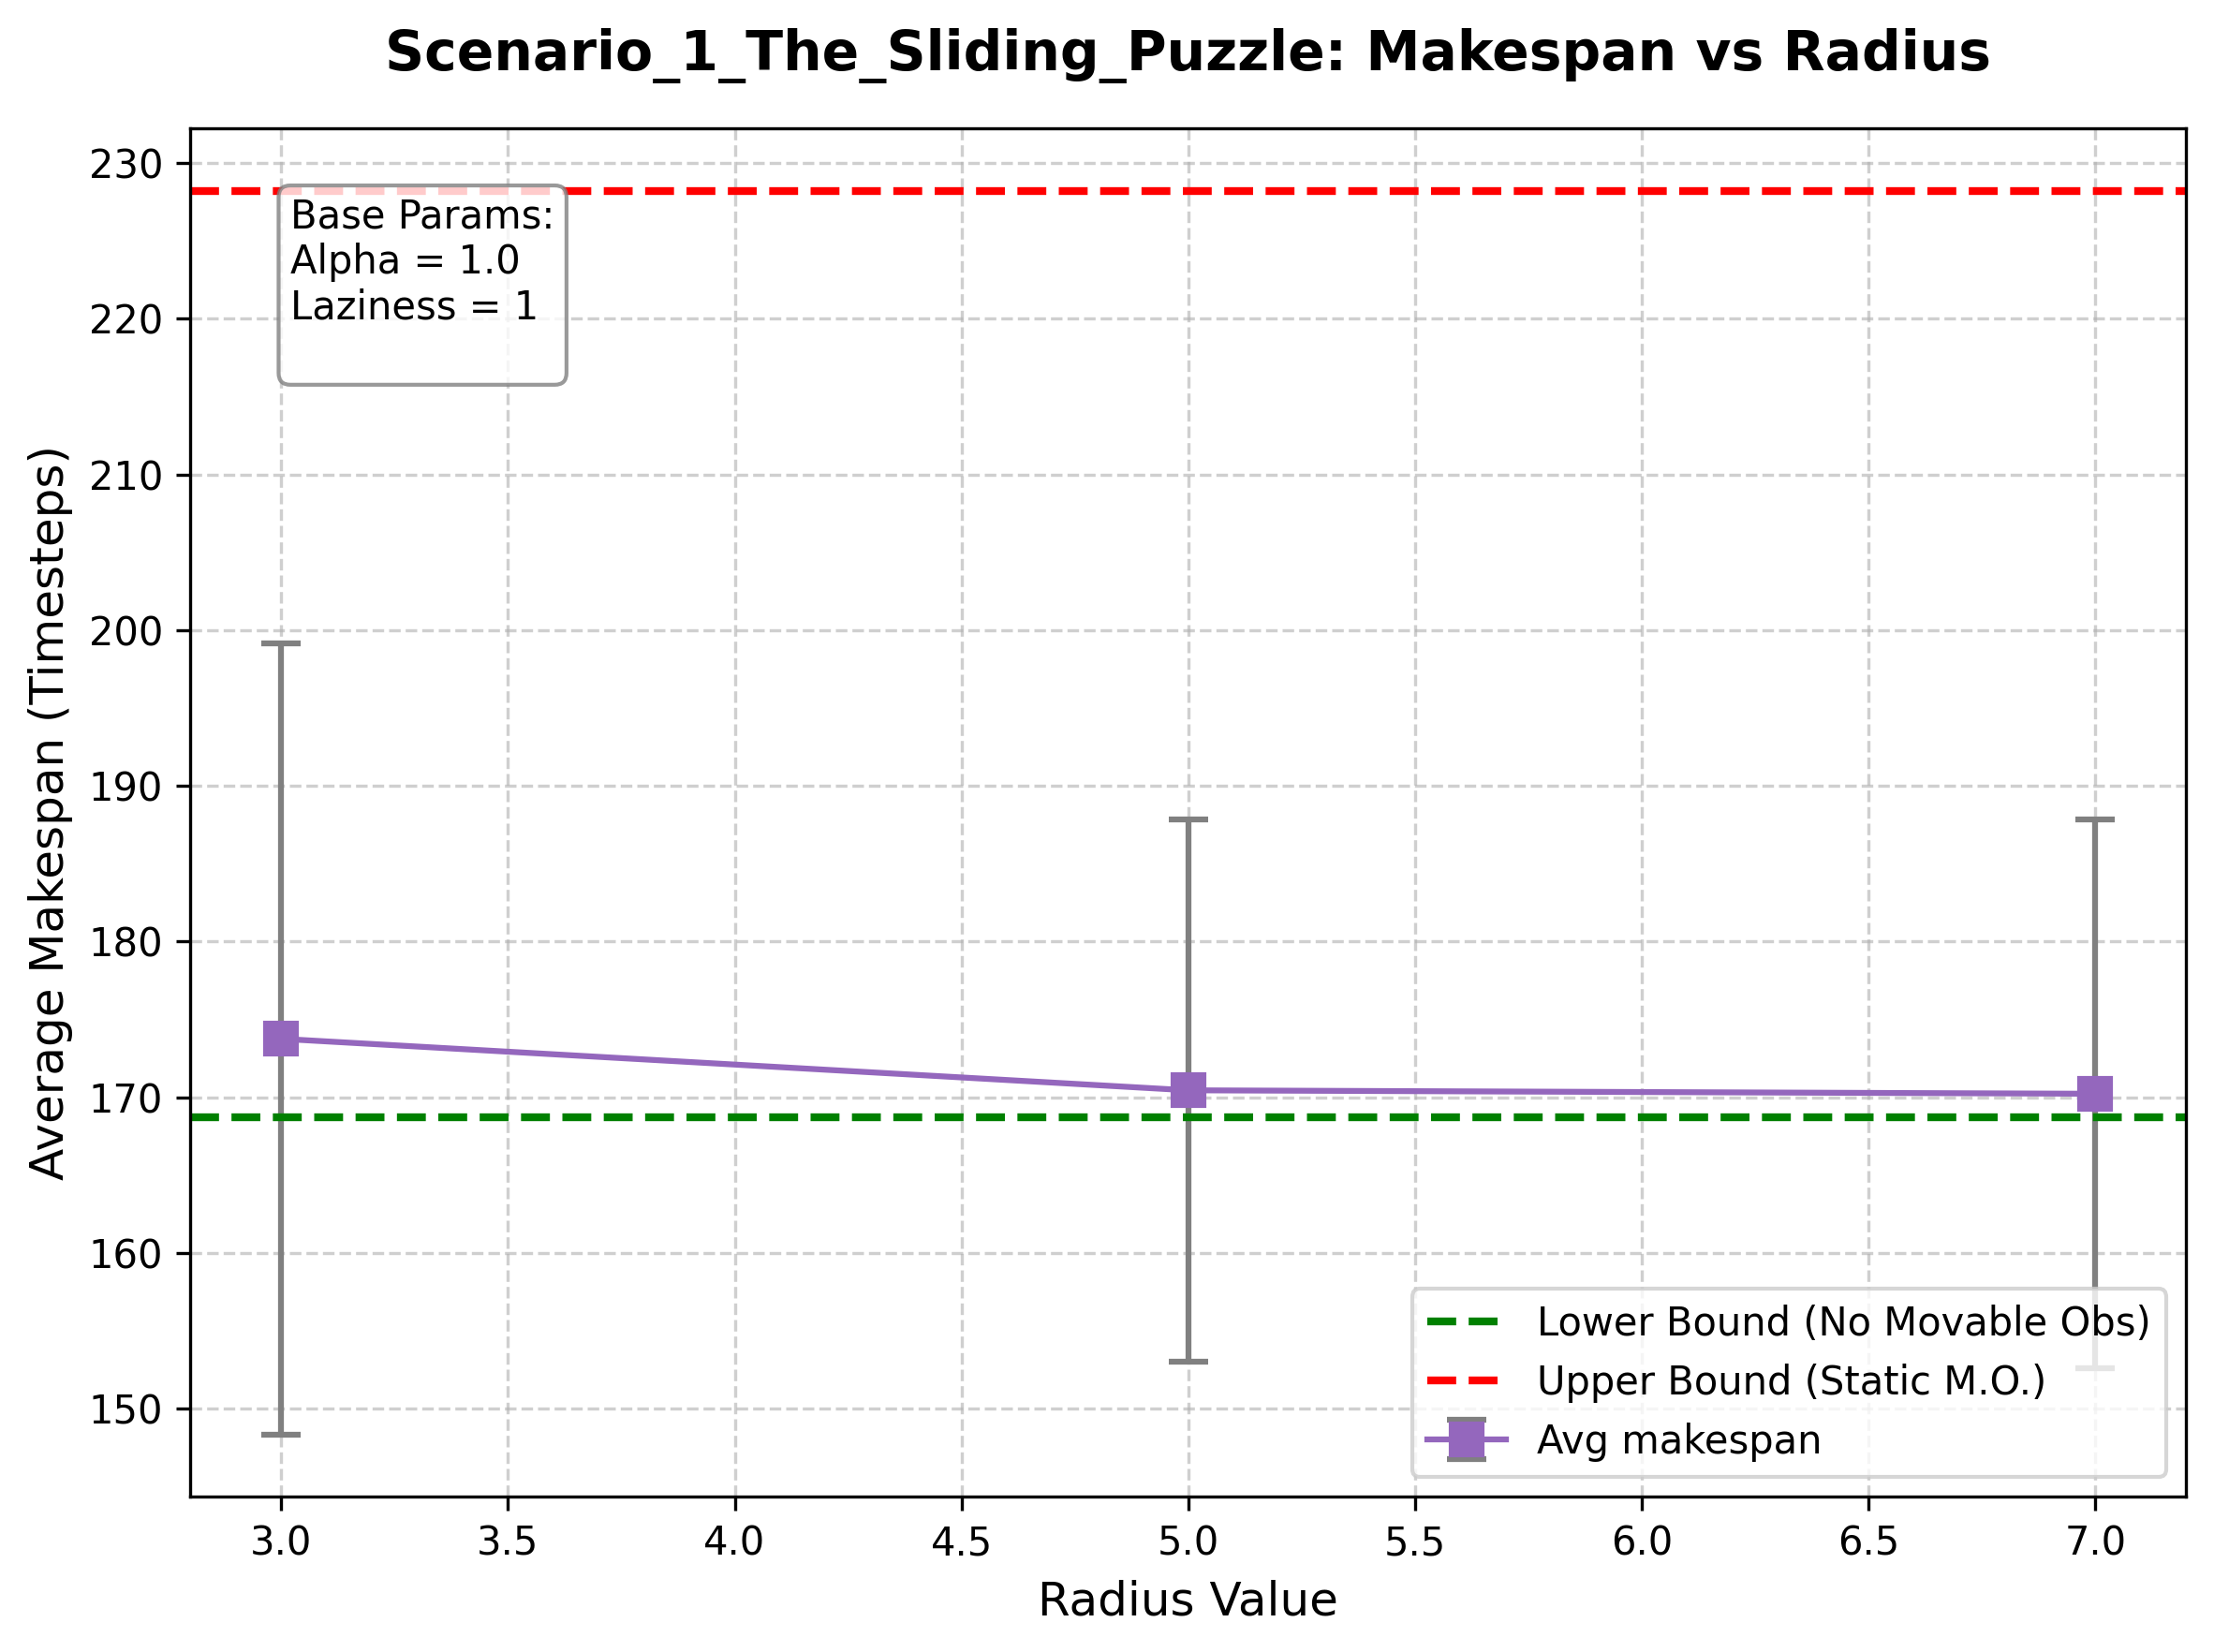 Scenario_1_The_Sliding_Puzzle: Makespan vs Radius
Average Makespan (Timesteps)
230
220
210
200
190
180
170
160
150
Base Params:
Alpha = 1.0
Laziness = 1
Lower Bound (No Movable Obs)
Upper Bound (Static M.O.)
Avg makespan
3.0 3.5 4.0 4.5 5.0 5.5 6.0 6.5 7.0
Radius Value